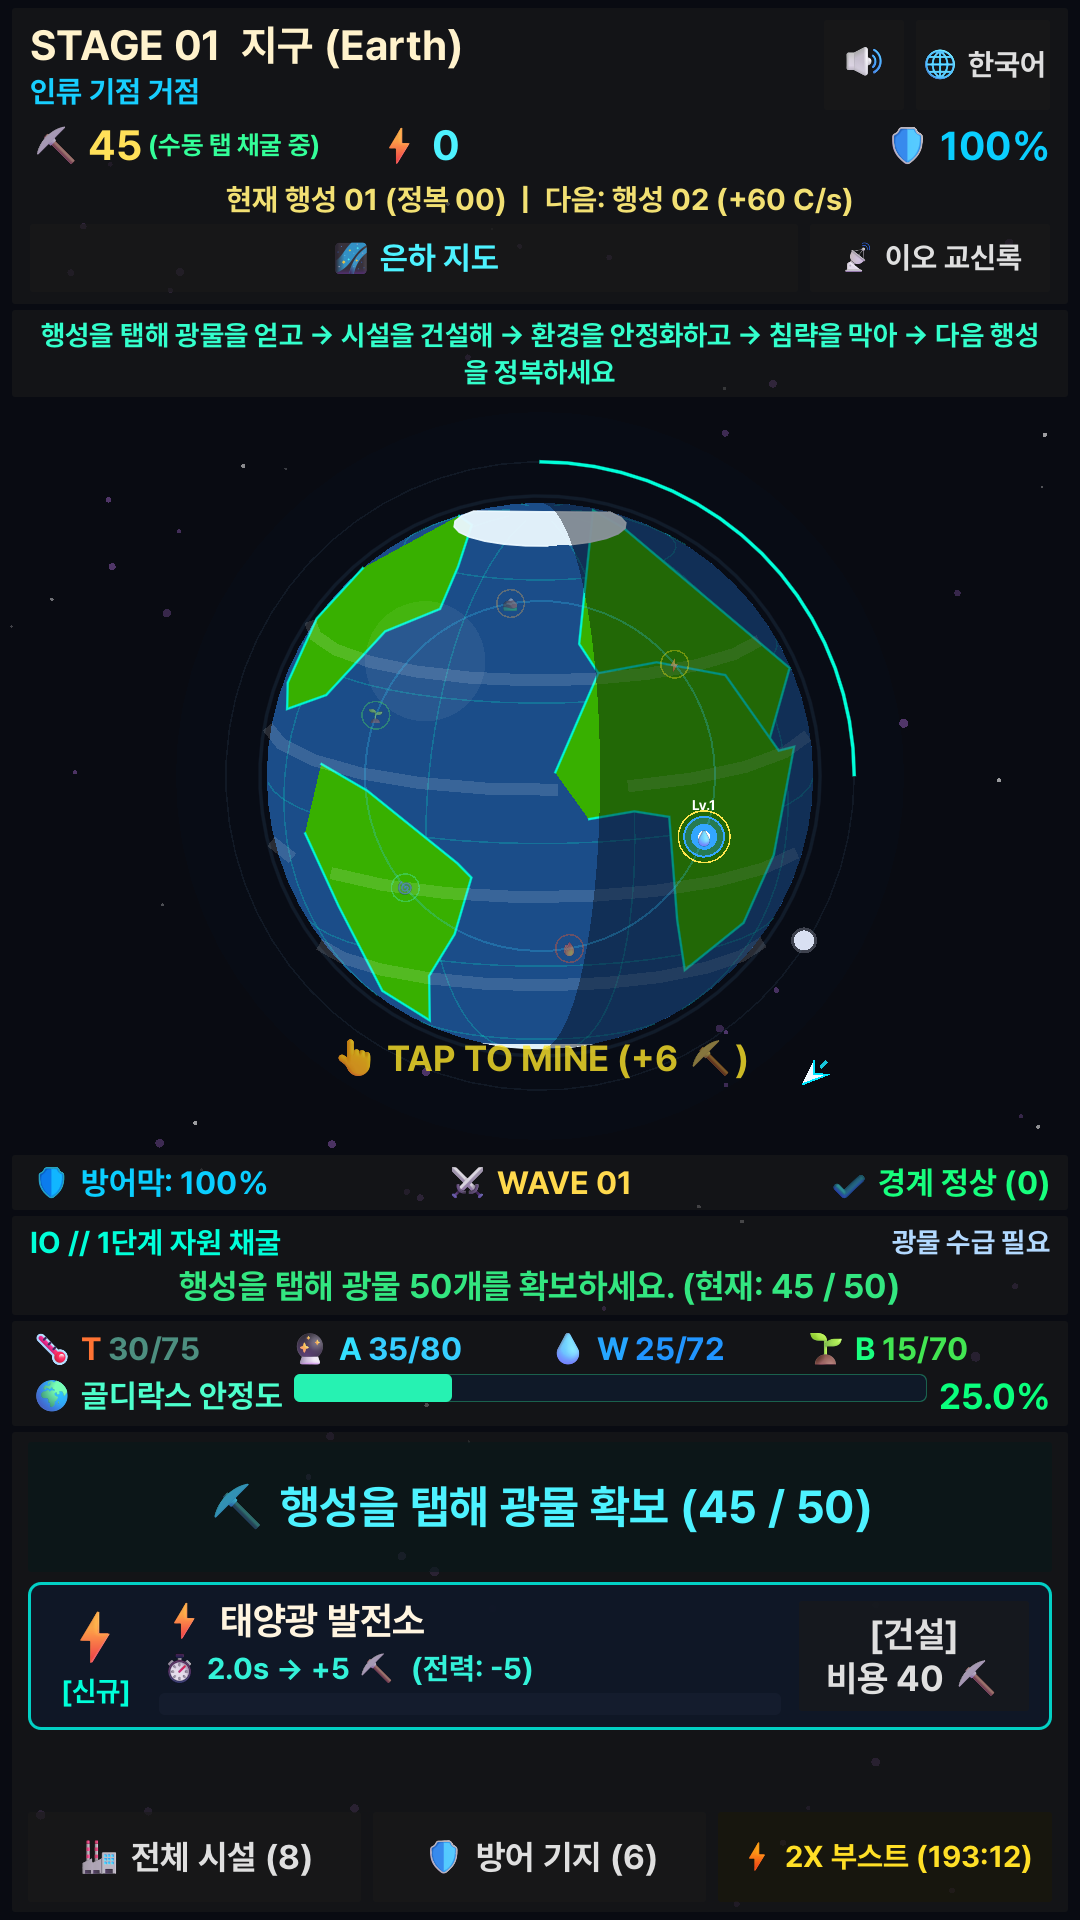 STAGE 01 지구 (Earth)
인류 기점 거점
한국어
45 (수동 탭 채굴 중)
0
100%
현재 행성 01 (정복 00) | 다음: 행성 02 (+60 C/s)
은하 지도
이오 교신록
행성을 탭해 광물을 얻고 → 시설을 건설해 → 환경을 안정화하고 → 침략을 막아 → 다음 행성
을 정복하세요
Lv.1
TAP TO MINE (+6 ⛏)
방어막: 100%
WAVE 01
경계 정상 (0)
IO // 1단계 자원 채굴
광물 수급 필요
행성을 탭해 광물 50개를 확보하세요. (현재: 45 / 50)
T 30/75
A 35/80
W 25/72
B 15/70
골디락스 안정도
25.0%
행성을 탭해 광물 확보 (45 / 50)
태양광 발전소
2.0s → +5 ⛏ (전력: -5)
[신규]
[건설]
비용 40 ⛏
전체 시설 (8)
방어 기지 (6)
2X 부스트 (193:12)